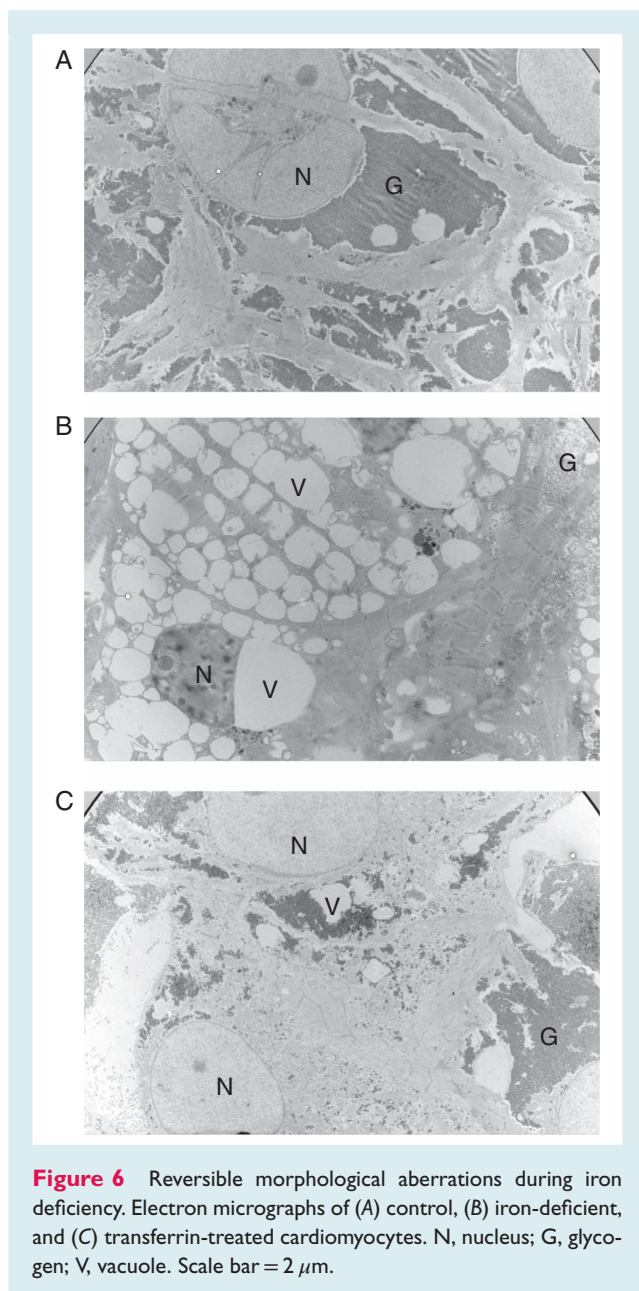 A
N
G
B
G
V
N
V
C
N
V
G
N
Figure 6 Reversible morphological aberrations during iron
deficiency. Electron micrographs of (A) control, (B) iron-deficient,
and (C) transferrin-treated cardiomyocytes. N, nucleus; G, glyco-
gen; V, vacuole. Scale bar = 2 μm.